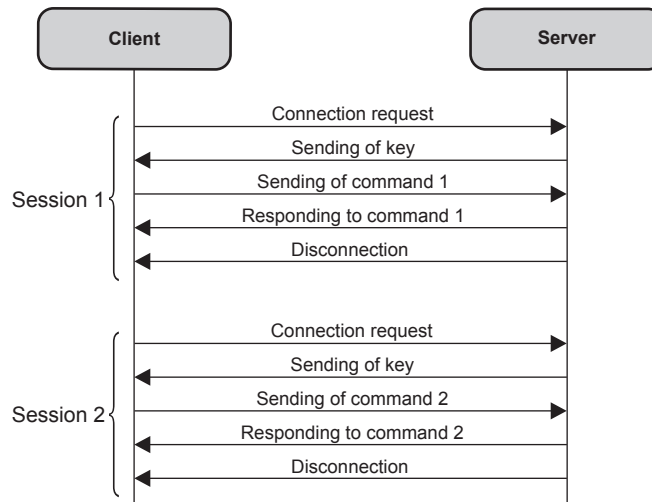 Client
Server
Connection request
Sending of key
Session 1
Sending of command 1
Responding to command 1
Disconnection
Connection request
Sending of key
Session 2
Sending of command 2
Responding to command 2
Disconnection